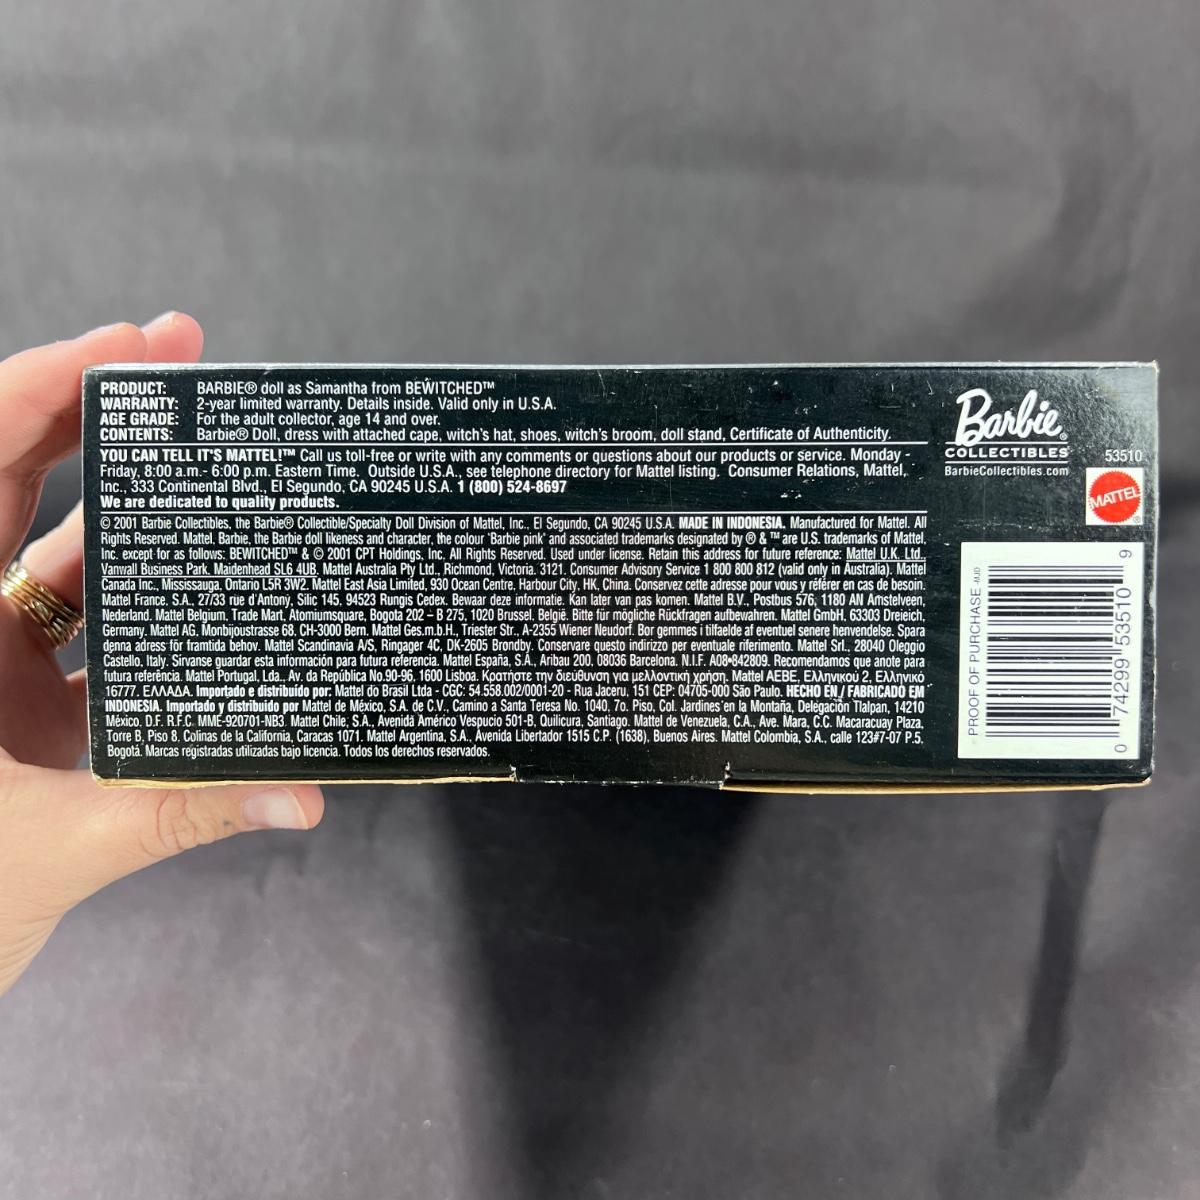 PRODUCT: BARBIE® doll as Samantha from BEWITCHED™
WARRANTY: 2-year limited warranty. Details inside. Valid only in U.S.A.
AGE GRADE: For the adult collector, age 14 and over.
CONTENTS: Barbie® Doll, dress with attached cape, witch's hat, shoes, witch's broom, doll stand, Certificate of Authenticity.
YOU CAN TELL IT'S MATTEL!™ Call us toll-free or write with any comments or questions about our products or service. Monday -
Friday, 8:00 a.m.- 6:00 p.m. Eastern Time. Outside U.S.A., see telephone directory for Mattel listing. Consumer Relations, Mattel,
Inc., 333 Continental Blvd., El Segundo, CA 90245 U.S.A. 1 (800) 524-8697
We are dedicated to quality products.
© 2001 Barbie Collectibles, the Barbie® Collectible/Specialty Doll Division of Mattel, Inc., El Segundo, CA 90245 U.S.A. MADE IN INDONESIA. Manufactured for Mattel. All
Rights Reserved. Mattel, Barbie, the Barbie doll likeness and character, the colour "Barbie pink" and associated trademarks designated by ® & ™ are U.S. trademarks of Mattel,
Inc. except for as follows: BEWITCHED™ & © 2001 CPT Holdings, Inc. All Rights Reserved. Used under license. Retain this address for future reference: Mattel U.K. Ltd.,
Vanwall Business Park, Maidenhead SL6 4UB. Mattel Australia Pty Ltd., Richmond, Victoria. 3121. Consumer Advisory Service 1 800 800 812 (valid only in Australia). Mattel
Canada Inc., Mississauga, Ontario L5R 3W2. Mattel East Asia Limited, 930 Ocean Centre, Harbour City, HK, China. Conservez cette adresse pour vous y référer en cas de besoin.
Mattel France, S.A., 27/33 rue d'Antony, Silic 145, 94523 Rungis Cedex. Bewaar deze informatie. Kan later van pas komen. Mattel B.V., Postbus 576, 1180 AN Amstelveen,
Nederland. Mattel Belgium, Trade Mart, Atomiumsquare, Bogota 202 – B 275, 1020 Brussel, België. Bitte für mögliche Rückfragen aufbewahren. Mattel GmbH, 63303 Dreieich,
Germany. Mattel AG, Monbijoustrasse 68, CH-3000 Bern. Mattel Ges.m.b.H., Triester Str., A-2355 Wiener Neudorf. Bor gemmes i tilfaelde af eventuel senere henvendelse. Spara
denna adress för framtida behov. Mattel Scandinavia A/S, Ringager 4C, DK-2605 Brondby. Conservare questo indirizzo per eventuale riferimento. Mattel Srl., 28040 Oleggio
Castello, Italy. Sirvanse guardar esta información para futura referencia. Mattel España, S.A., Aribau 200, 08036 Barcelona. N.I.F. A08-842809. Recomendamos que anote para
futura referência. Mattel Portugal, Lda., Av. da República No.90-96, 1600 Lisboa. Κρατήστε την διεύθυνση για μελλοντική χρήση. Mattel AEBE, Ελληνικού 2, Ελληνικό
16777. ΕΛΛΑΔΑ. Importado e distribuído por: Mattel do Brasil Ltda - CGC: 54.558.002/0001-20 - Rua Jaceru, 151 CEP: 04705-000 São Paulo. HECHO EN / FABRICADO EM
INDONESIA. Importado y distribuido por Mattel de México, S.A. de C.V., Camino a Santa Teresa No. 1040, 7o. Piso, Col. Jardines en la Montaña, Delegación Tlalpan, 14210
México, D.F. R.F.C. MME-920701-NB3. Mattel Chile, S.A., Avenida Américo Vespucio 501-B, Quilicura, Santiago. Mattel de Venezuela, C.A., Ave. Mara, C.C. Macaracuay Plaza,
Torre B, Piso 8, Colinas de la California, Caracas 1071. Mattel Argentina, S.A., Avenida Libertador 1515 C.P. (1638), Buenos Aires. Mattel Colombia, S.A., calle 123#7-07 P.5.
Bogotá. Marcas registradas utilizadas bajo licencia. Todos los derechos reservados.
Barbie®
COLLECTIBLES®
BarbieCollectibles.com
53510
MATTEL®
PROOF OF PURCHASE
0 74299 53510 9